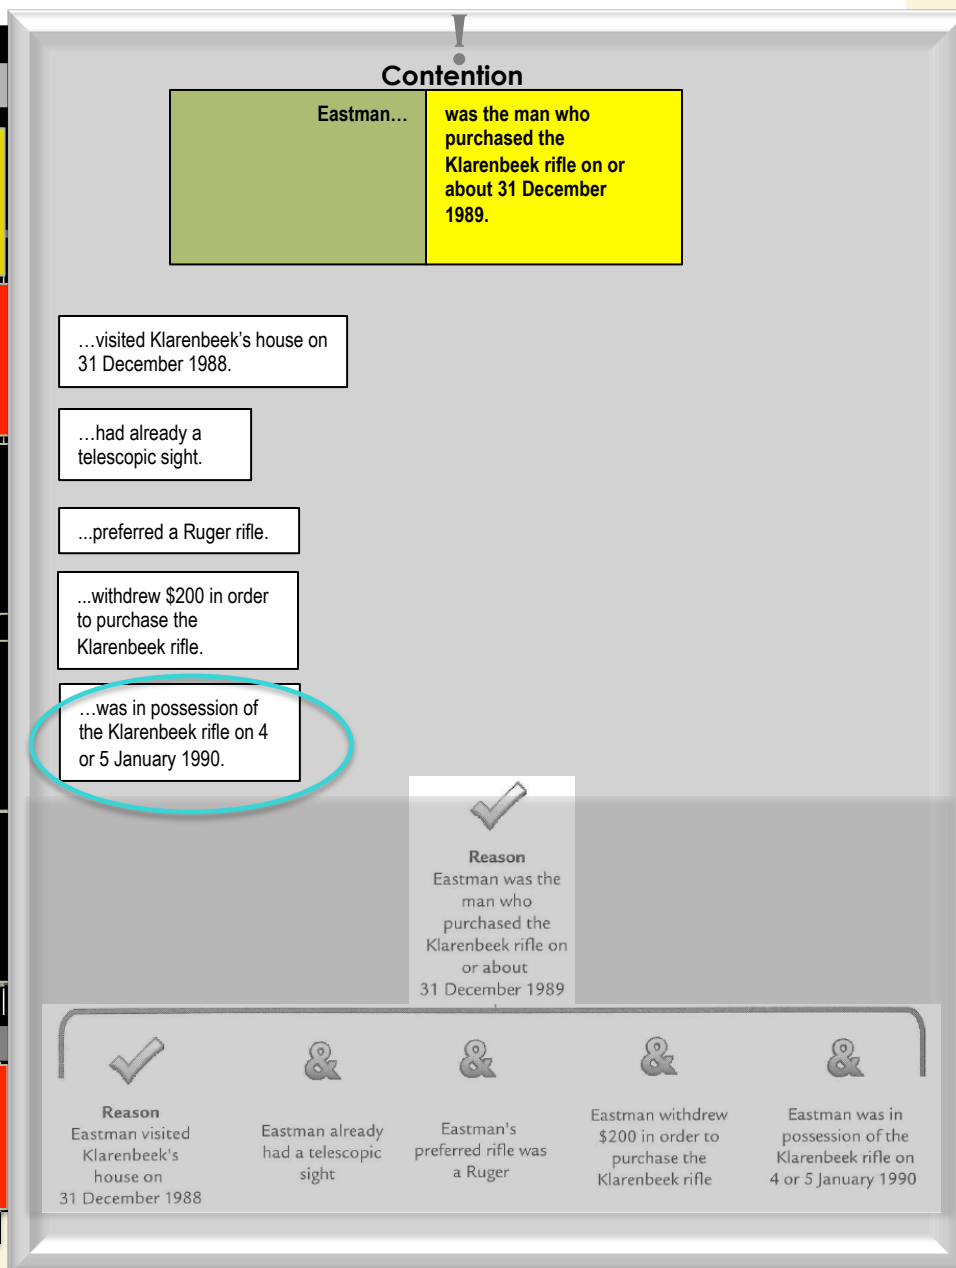 !
Contention
Eastman…
was the man who
purchased the
Klarenbeek rifle on or
about 31 December
1989.
…visited Klarenbeek’s house on
31 December 1988.
…had already a
telescopic sight.
...preferred a Ruger rifle.
...withdrew $200 in order
to purchase the
Klarenbeek rifle.
…was in possession of
the Klarenbeek rifle on 4
or 5 January 1990.
Reason
Eastman was the
man who
purchased the
Klarenbeek rifle on
or about
31 December 1989
& & & &
Reason
Eastman visited
Klarenbeek's
house on
31 December 1988
Eastman already
had a telescopic
sight
Eastman's
preferred rifle was
a Ruger
Eastman withdrew
$200 in order to
purchase the
Klarenbeek rifle
Eastman was in
possession of the
Klarenbeek rifle on
4 or 5 January 1990